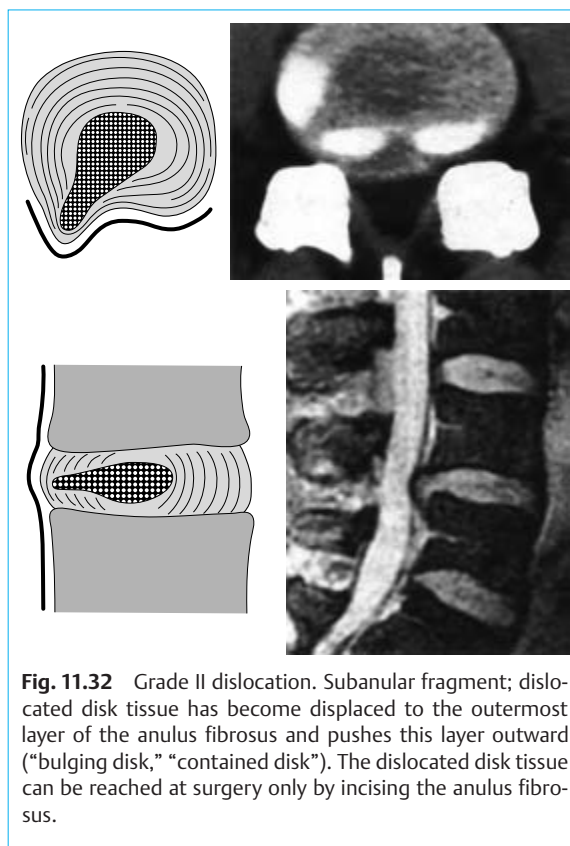 Fig. 11.32 Grade II dislocation. Subanular fragment; dislo-
cated disk tissue has become displaced to the outermost
layer of the anulus fibrosus and pushes this layer outward
(“bulging disk,” “contained disk”). The dislocated disk tissue
can be reached at surgery only by incising the anulus fibro-
sus.